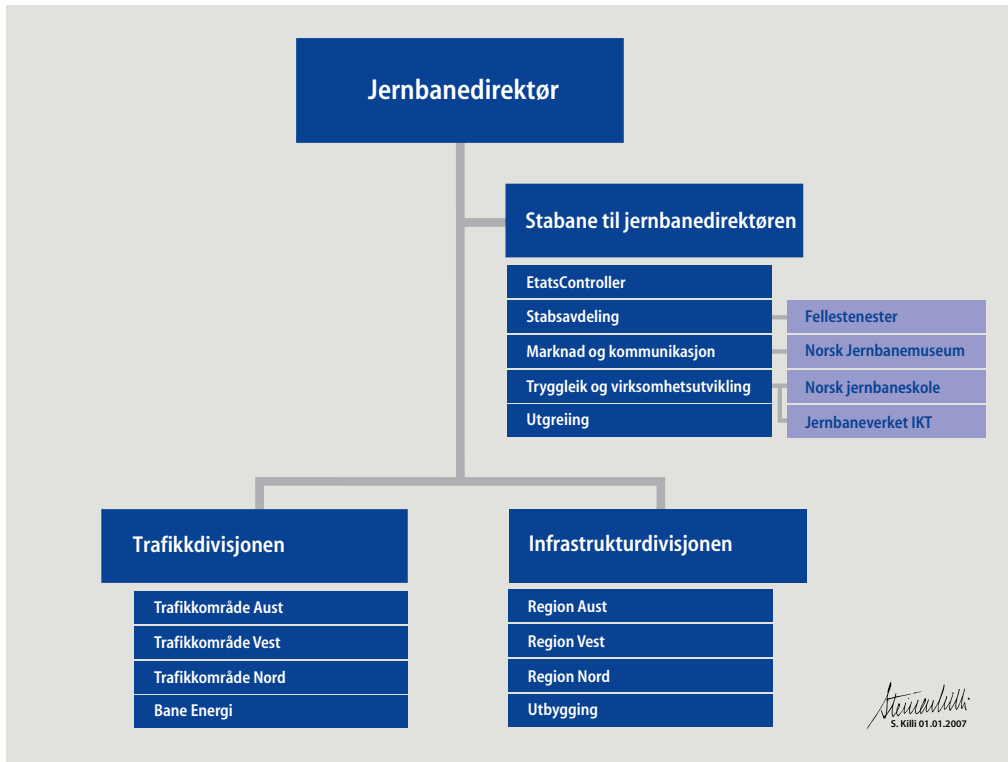 Jernbanedirektør
Stabane til jernbanedirektøren
EtatsController
Stabsavdeling
Fellestenester
Marknad og kommunikasjon
Norsk Jernbanemuseum
Tryggleik og virksomhetsutvikling
Norsk jernbaneskole
Utgreiing
Jernbaneverket IKT
Trafikkdivisjonen
Trafikkområde Aust
Trafikkområde Vest
Trafikkområde Nord
Bane Energi
Infrastrukturdivisjonen
Region Aust
Region Vest
Region Nord
Utbygging
S. Killi 01.01.2007